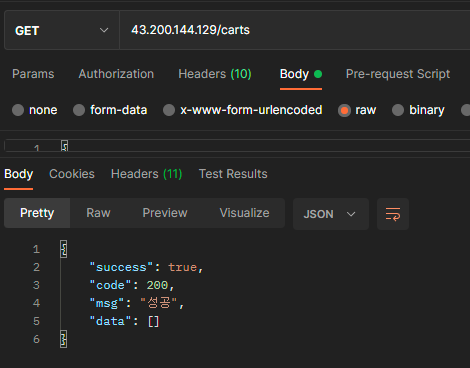 GET 43.200.144.129/carts
Params Authorization Headers (10) Body Pre-request Script
none form-data x-www-form-urlencoded raw binary
1 {
Body Cookies Headers (11) Test Results
Pretty Raw Preview Visualize JSON
1 {
2 "success": true,
3 "code": 200,
4 "msg": "성공",
5 "data": []
6 }